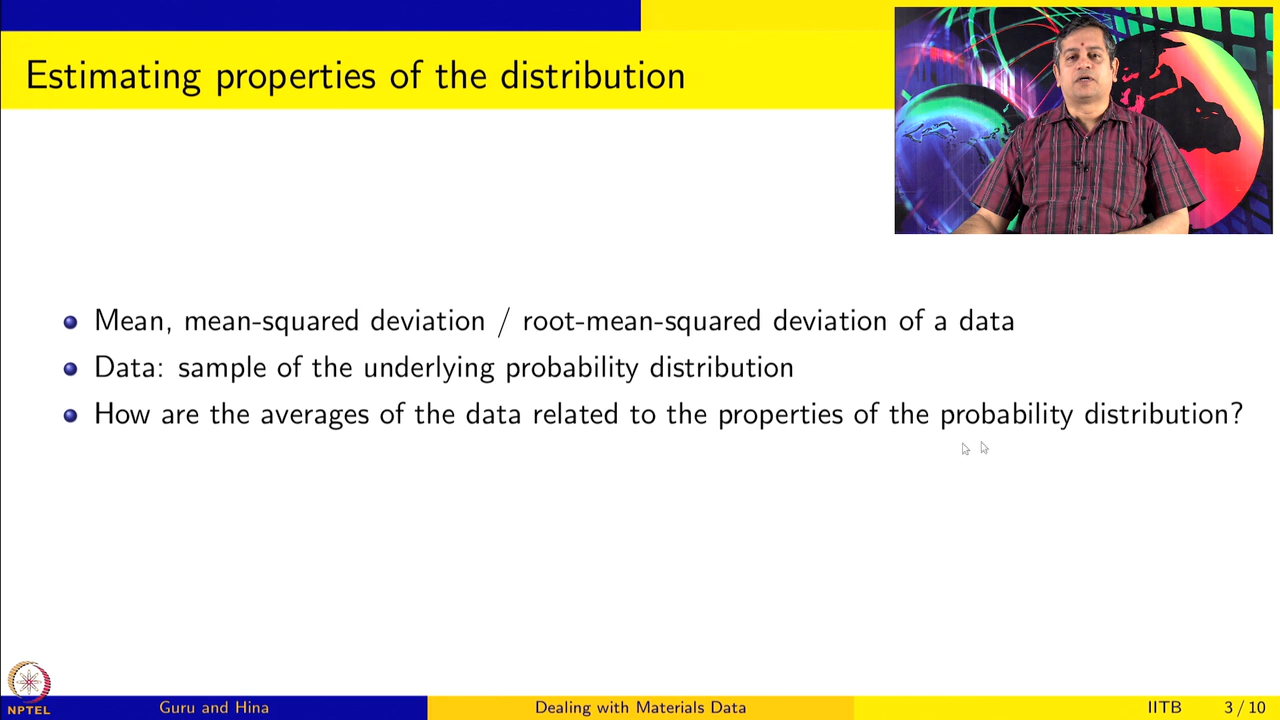 Estimating properties of the distribution
Mean, mean-squared deviation / root-mean-squared deviation of a data
Data: sample of the underlying probability distribution
How are the averages of the data related to the properties of the probability distribution?
NPTEL
Guru and Hina
Dealing with Materials Data
IITB
3 / 10